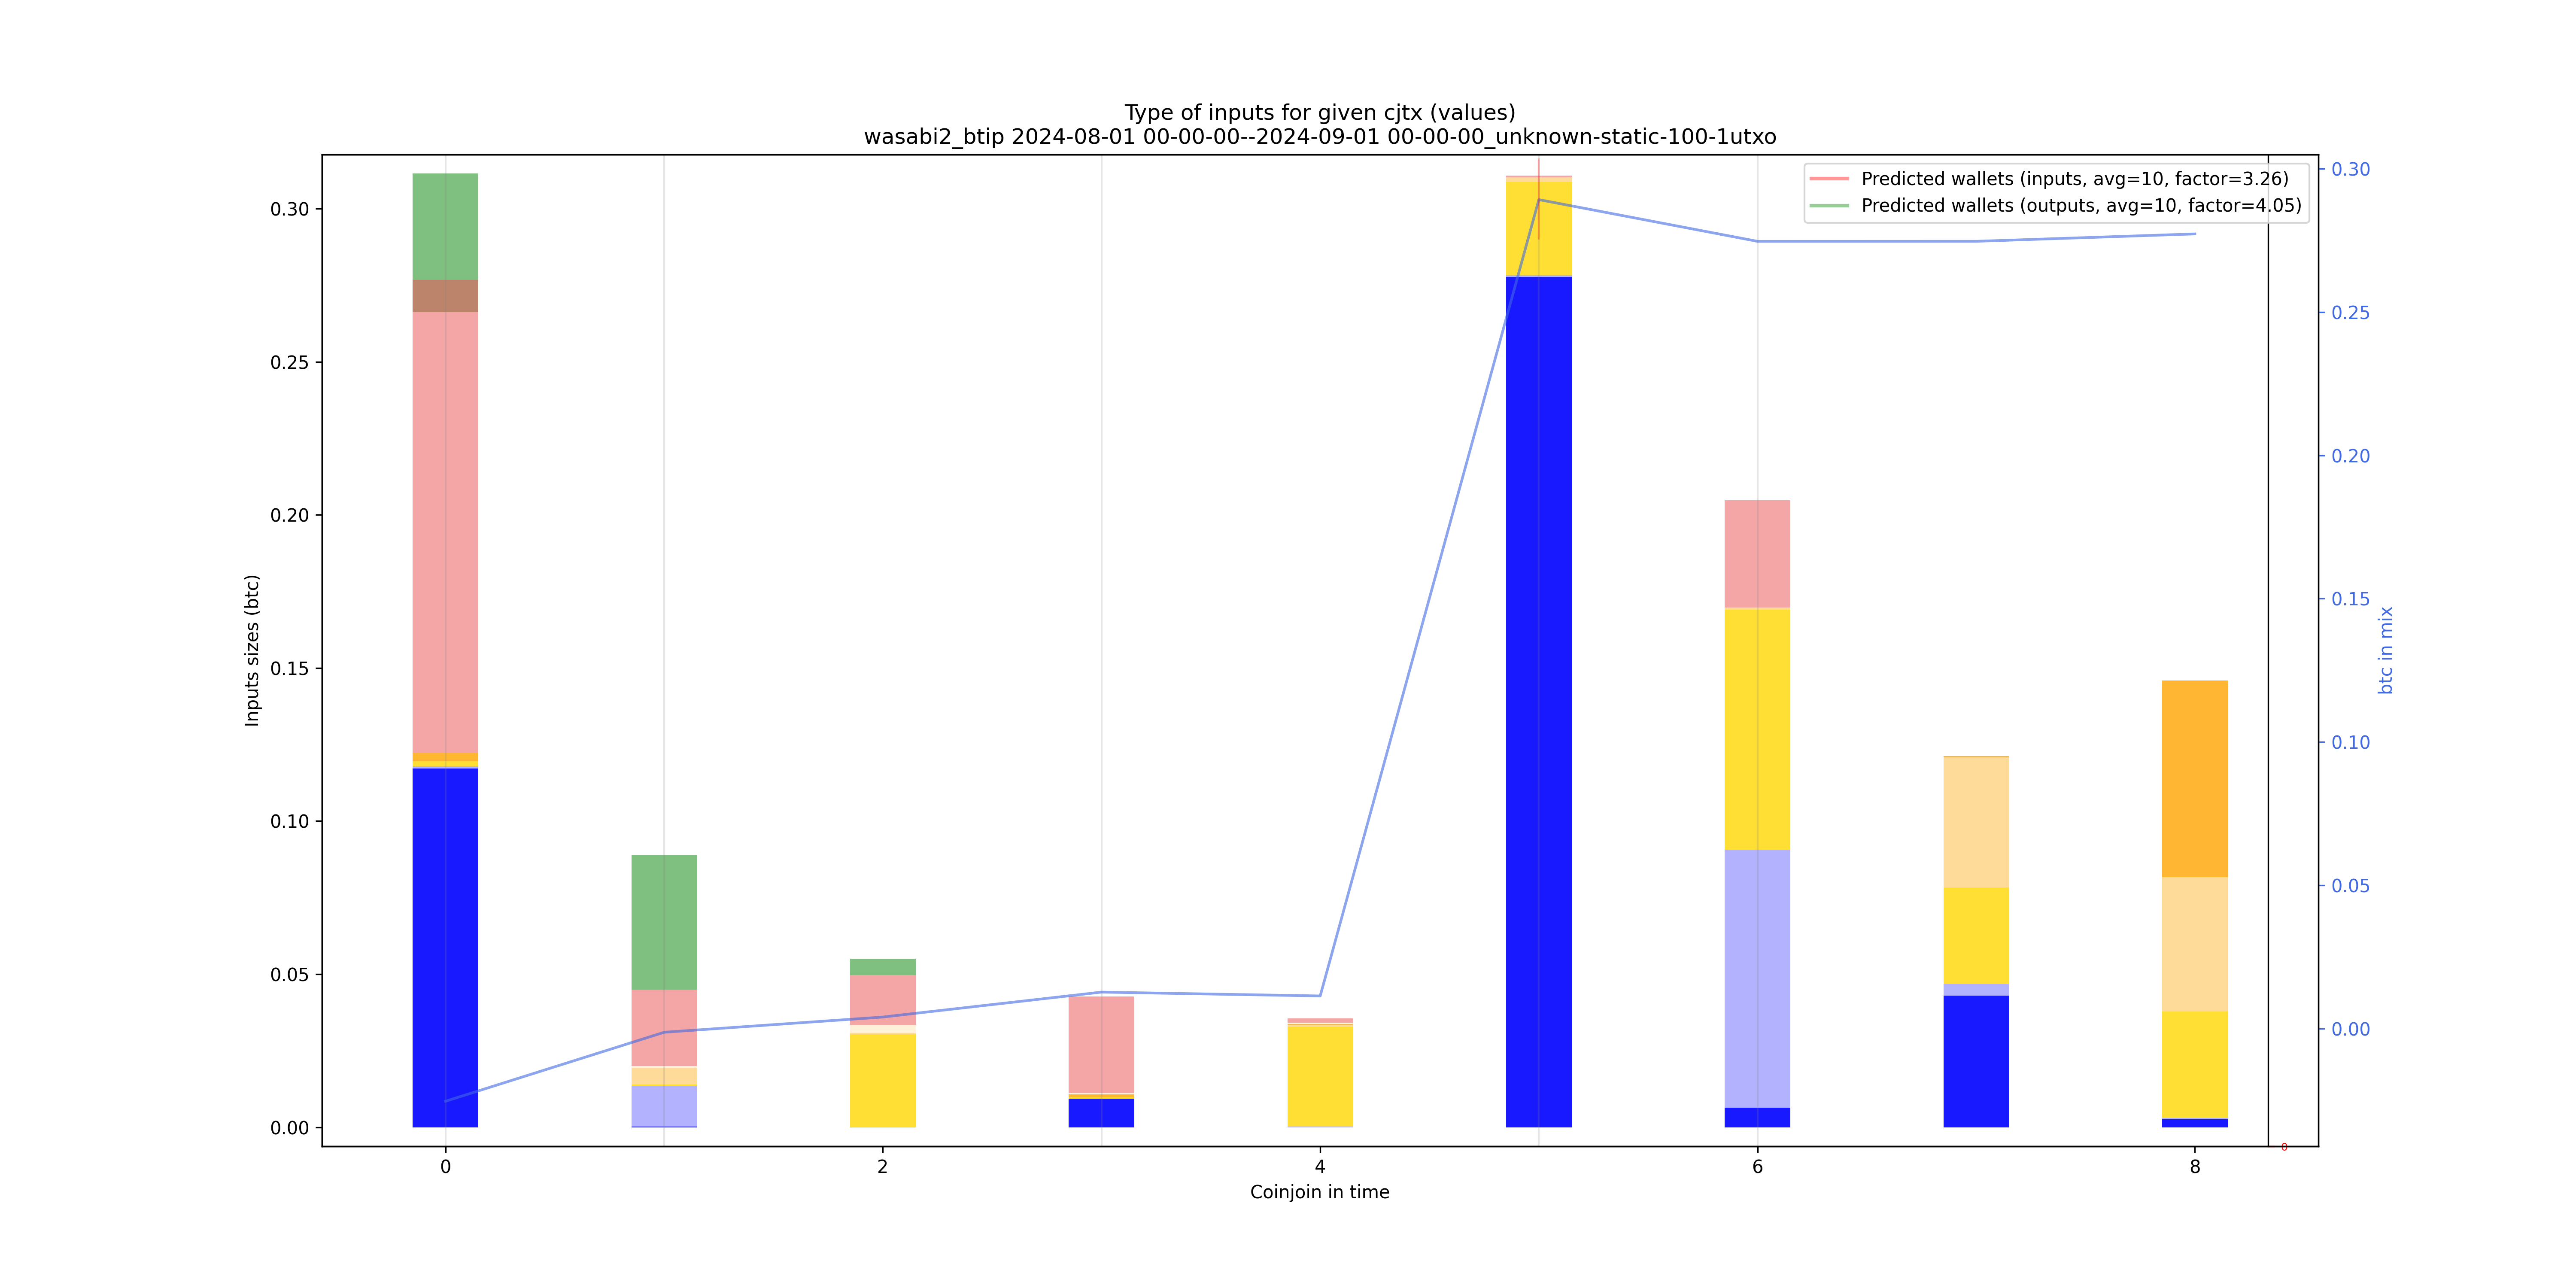 Type of inputs for given cjtx (values)
wasabi2_btip 2024-08-01 00-00-00--2024-09-01 00-00-00_unknown-static-100-1utxo
Predicted wallets (inputs, avg=10, factor=3.26)
Predicted wallets (outputs, avg=10, factor=4.05)
Inputs sizes (btc)
0.30
0.25
0.20
0.15
0.10
0.05
0.00
0.30
0.25
0.20
0.15
0.10
0.05
0.00
btc in mix
0
0 2 4 6 8
Coinjoin in time